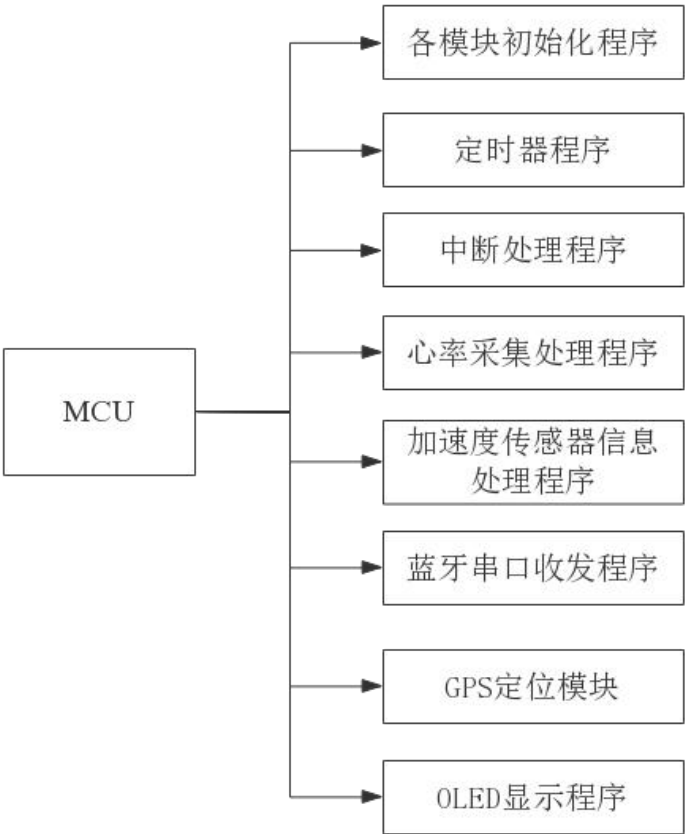 各模块初始化程序
定时器程序
中断处理程序
心率采集处理程序
MCU
加速度传感器信息
处理程序
蓝牙串口收发程序
GPS定位模块
OLED显示程序